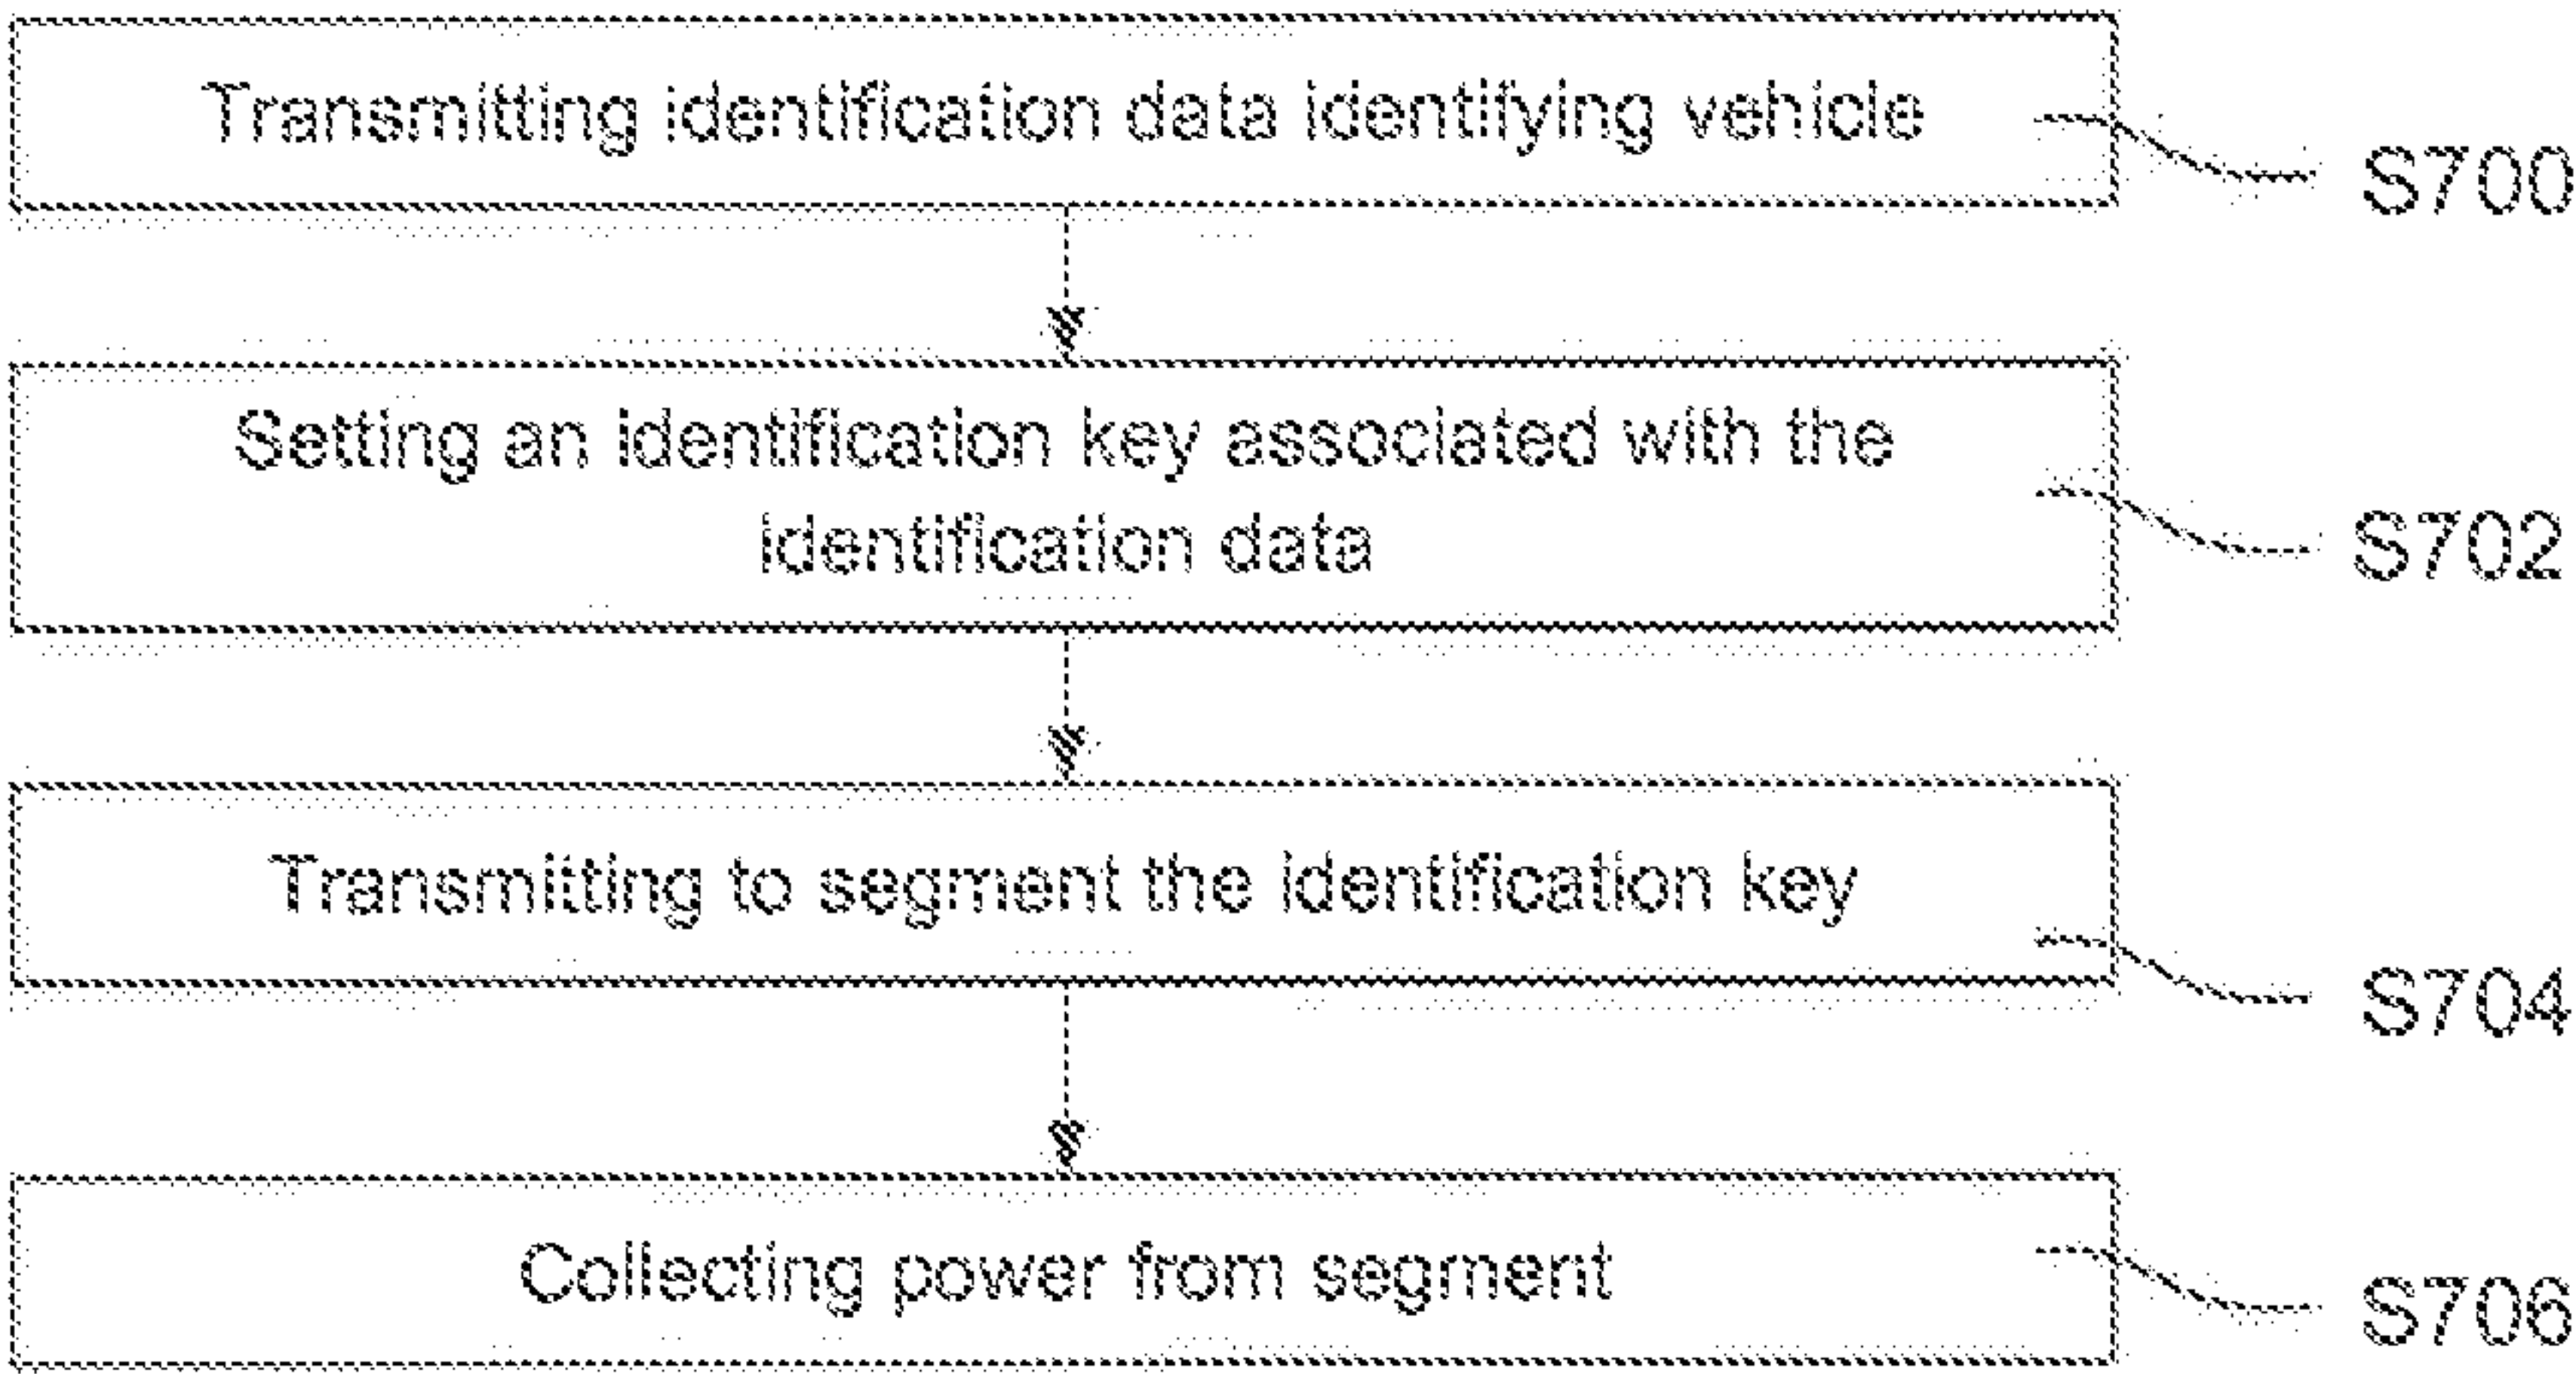 Transmitting identification data identifying vehicle
S700
Setting an identification key associated with the
identification data
S702
Transmitting to segment the identification key
S704
Collecting power from segment
S706